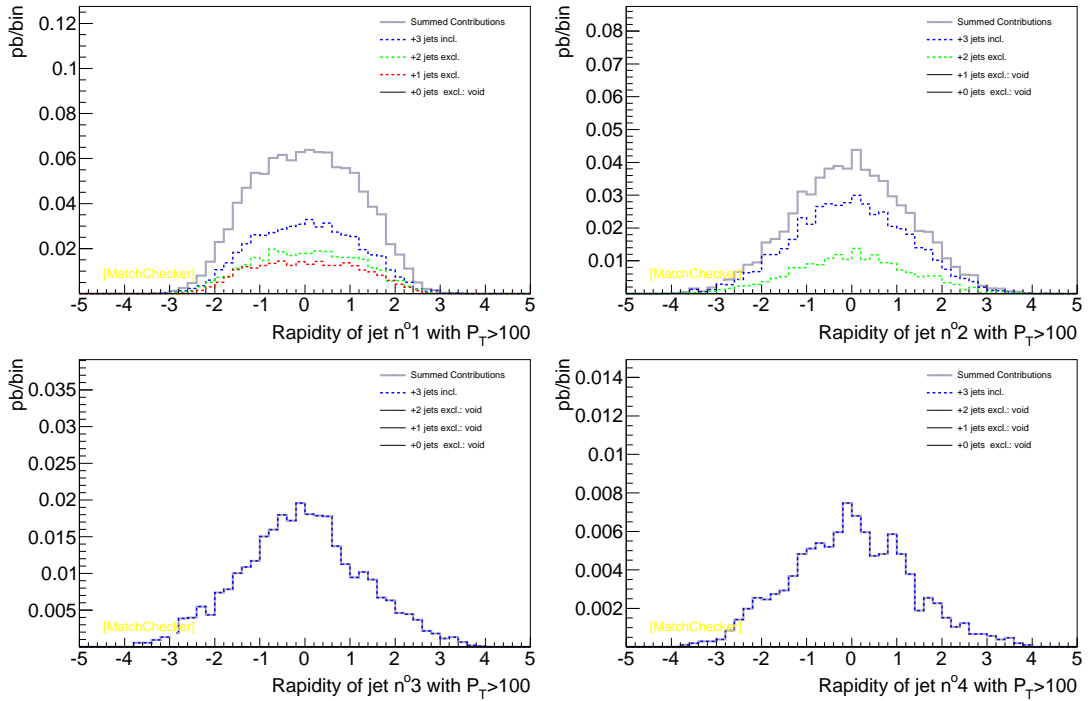 pb/bin
0.12
0.1
0.08
0.06
0.04
0.02
Summed Contributions
+3 jets incl.
+2 jets excl.
+1 jets excl.
+0 jets  excl.: void
[MatchChecker]
-5 -4 -3 -2 -1 0 1 2 3 4 5
Rapidity of jet nº1 with P_T>100
pb/bin
0.08
0.07
0.06
0.05
0.04
0.03
0.02
0.01
Summed Contributions
+3 jets incl.
+2 jets excl.
+1 jets excl.: void
+0 jets  excl.: void
[MatchChecker]
-5 -4 -3 -2 -1 0 1 2 3 4 5
Rapidity of jet nº2 with P_T>100
pb/bin
0.035
0.03
0.025
0.02
0.015
0.01
0.005
Summed Contributions
+3 jets incl.
+2 jets excl.: void
+1 jets excl.: void
+0 jets  excl.: void
[MatchChecker]
-5 -4 -3 -2 -1 0 1 2 3 4 5
Rapidity of jet nº3 with P_T>100
pb/bin
0.014
0.012
0.01
0.008
0.006
0.004
0.002
Summed Contributions
+3 jets incl.
+2 jets excl.: void
+1 jets excl.: void
+0 jets  excl.: void
[MatchChecker]
-5 -4 -3 -2 -1 0 1 2 3 4 5
Rapidity of jet nº4 with P_T>100